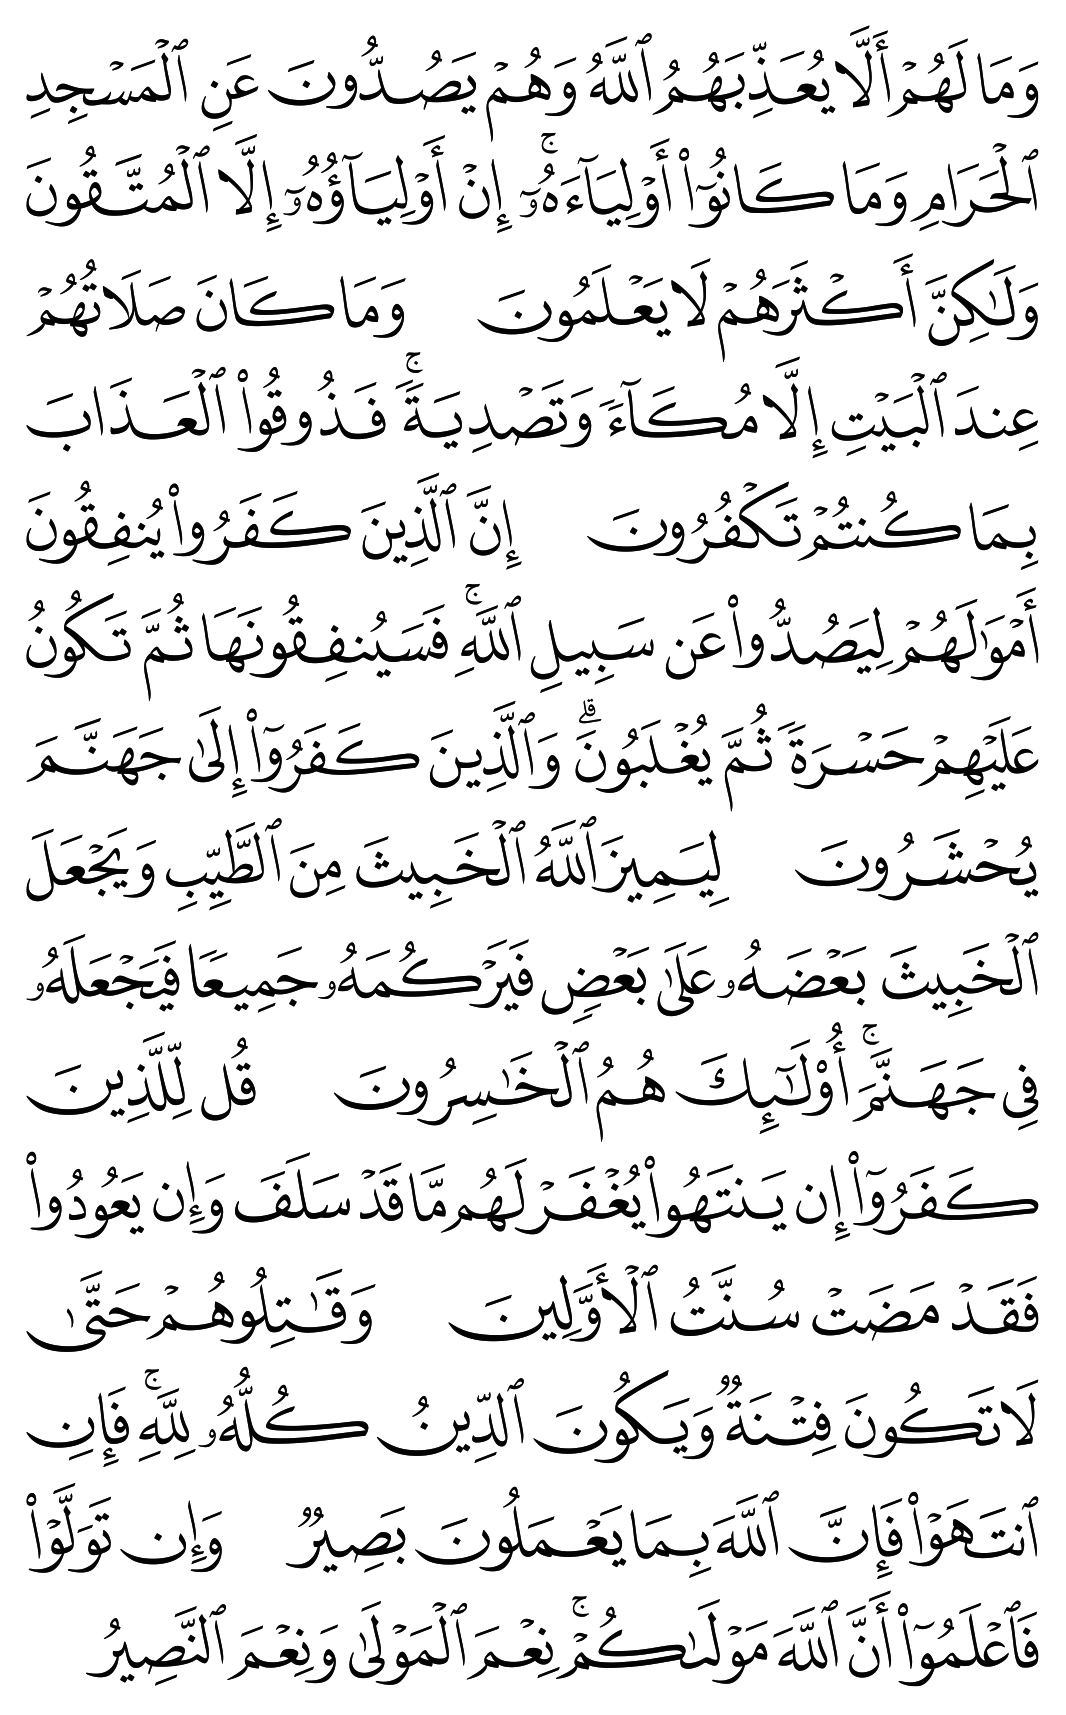 وَمَا لَهُمۡ أَلَّا يُعَذِّبَهُمُ ٱللَّهُ وَهُمۡ يَصُدُّونَ عَنِ ٱلۡمَسۡجِدِ
ٱلۡحَرَامِ وَمَا كَانُوٓاْ أَوۡلِيَآءَهُۥٓۚ إِنۡ أَوۡلِيَآؤُهُۥٓ إِلَّا ٱلۡمُتَّقُونَ
وَلَٰكِنَّ أَكۡثَرَهُمۡ لَا يَعۡلَمُونَ وَمَا كَانَ صَلَاتُهُمۡ
عِندَ ٱلۡبَيۡتِ إِلَّا مُكَآءٗ وَتَصۡدِيَةٗۚ فَذُوقُواْ ٱلۡعَذَابَ
بِمَا كُنتُمۡ تَكۡفُرُونَ إِنَّ ٱلَّذِينَ كَفَرُواْ يُنفِقُونَ
أَمۡوَٰلَهُمۡ لِيَصُدُّواْ عَن سَبِيلِ ٱللَّهِۚ فَسَيُنفِقُونَهَا ثُمَّ تَكُونُ
عَلَيۡهِمۡ حَسۡرَةٗ ثُمَّ يُغۡلَبُونَۗ وَٱلَّذِينَ كَفَرُوٓاْ إِلَىٰ جَهَنَّمَ
يُحۡشَرُونَ لِيَمِيزَ ٱللَّهُ ٱلۡخَبِيثَ مِنَ ٱلطَّيِّبِ وَيَجۡعَلَ
ٱلۡخَبِيثَ بَعۡضَهُۥ عَلَىٰ بَعۡضٖ فَيَرۡكُمَهُۥ جَمِيعٗا فَيَجۡعَلَهُۥ
فِي جَهَنَّمَۚ أُوْلَٰٓئِكَ هُمُ ٱلۡخَٰسِرُونَ قُل لِّلَّذِينَ
كَفَرُوٓاْ إِن يَنتَهُواْ يُغۡفَرۡ لَهُم مَّا قَدۡ سَلَفَ وَإِن يَعُودُواْ
فَقَدۡ مَضَتۡ سُنَّتُ ٱلۡأَوَّلِينَ وَقَٰتِلُوهُمۡ حَتَّىٰ
لَا تَكُونَ فِتۡنَةٞ وَيَكُونَ ٱلدِّينُ كُلُّهُۥ لِلَّهِۚ فَإِنِ
ٱنتَهَوۡاْ فَإِنَّ ٱللَّهَ بِمَا يَعۡمَلُونَ بَصِيرٞ وَإِن تَوَلَّوۡاْ
فَٱعۡلَمُوٓاْ أَنَّ ٱللَّهَ مَوۡلَىٰكُمۡۚ نِعۡمَ ٱلۡمَوۡلَىٰ وَنِعۡمَ ٱلنَّصِيرُ